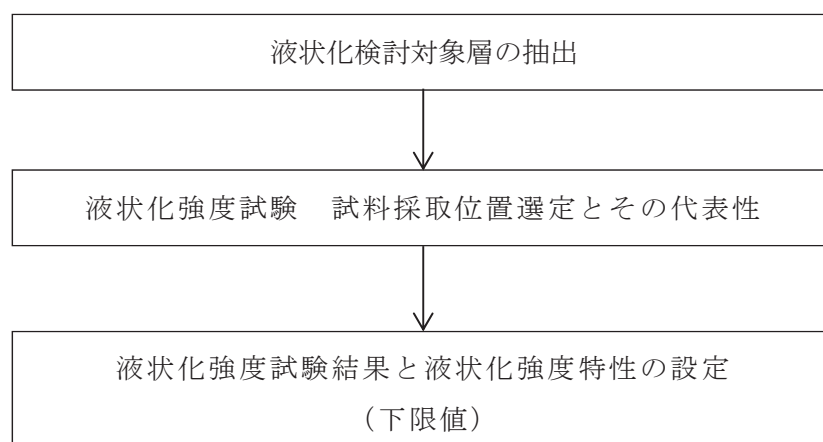 液状化検討対象層の抽出
液状化強度試験　試料採取位置選定とその代表性
液状化強度試験結果と液状化強度特性の設定
（下限値）